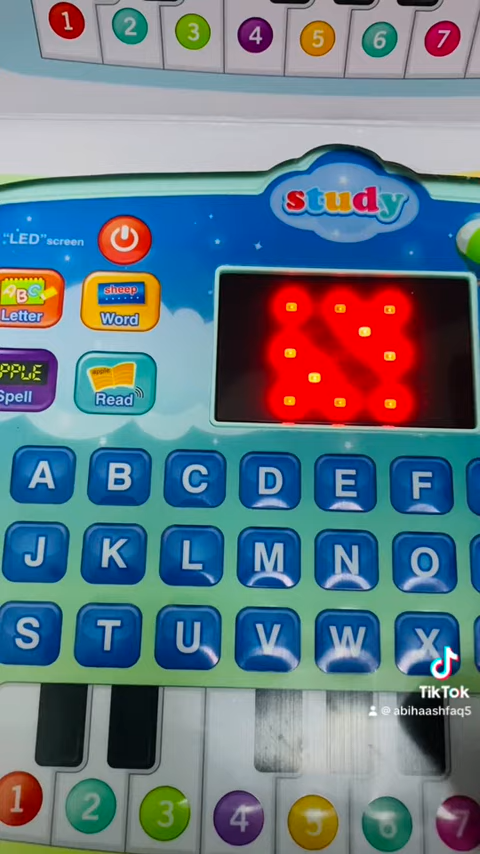 1 2 3 4 5 6 7
study
"LED" screen
ABC
Letter
sheep
Word
PPLE
Spell
apple
Read
A B C D E F
J K L M N O
S T U V W X
TikTok
@abihaashfaq5
1 2 3 4 5 6 7